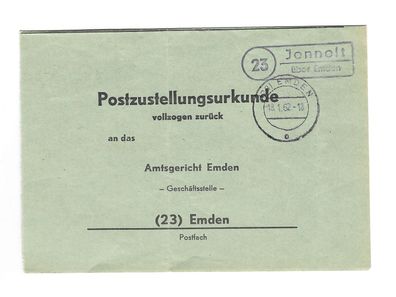 23 Jennelt
über Emden
EMDEN
18.1.62-18
a
Postzustellungsurkunde
vollzogen zurück
an das
Amtsgericht Emden
– Geschäftsstelle –
(23) Emden
Postfach